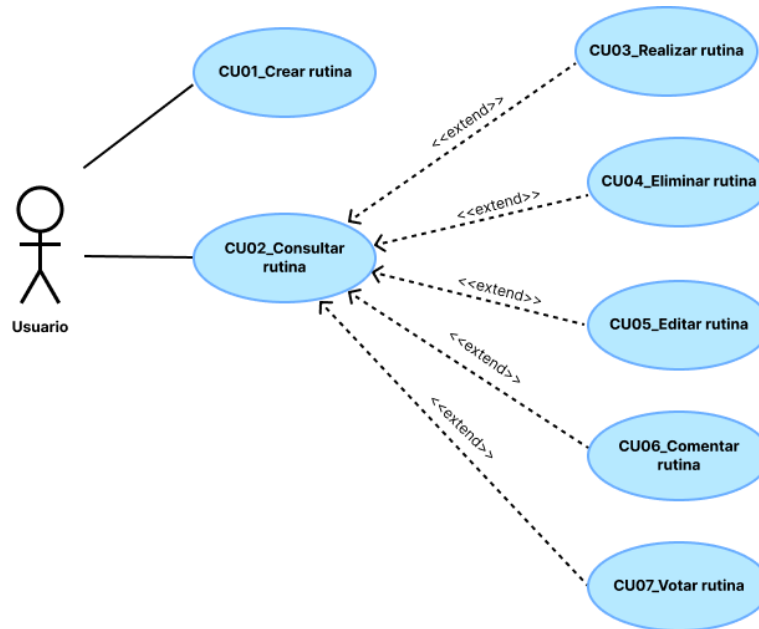 CU01_Crear rutina
CU03_Realizar rutina
<<extend>>
CU04_Eliminar rutina
<<extend>>
CU02_Consultar
rutina
Usuario
<<extend>>
CU05_Editar rutina
<<extend>>
CU06_Comentar
rutina
<<extend>>
CU07_Votar rutina